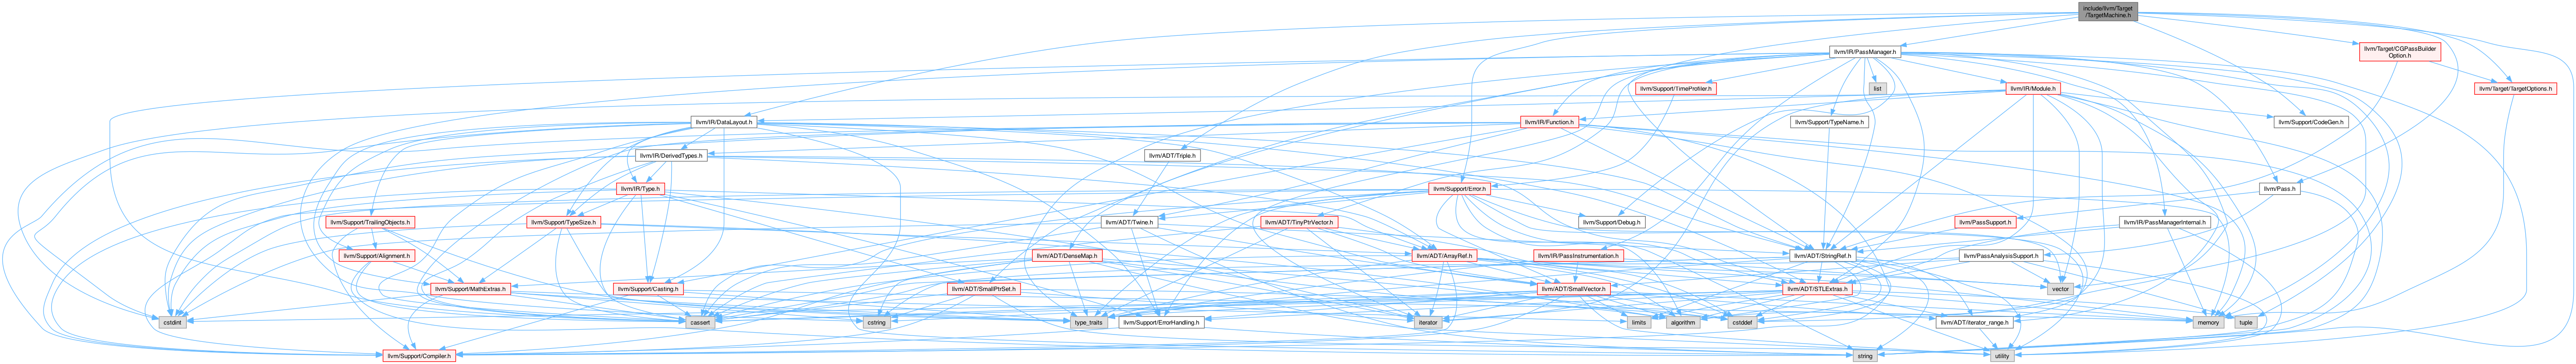 include/llvm/Target
/TargetMachine.h
llvm/IR/PassManager.h
llvm/Target/CGPassBuilder
Option.h
llvm/Support/TimeProfiler.h
list
llvm/IR/Module.h
llvm/Target/TargetOptions.h
llvm/IR/DataLayout.h
llvm/IR/Function.h
llvm/Support/TypeName.h
llvm/Support/CodeGen.h
llvm/IR/DerivedTypes.h
llvm/ADT/Triple.h
llvm/IR/Type.h
llvm/Support/Error.h
llvm/Pass.h
llvm/Support/TrailingObjects.h
llvm/Support/TypeSize.h
llvm/ADT/Twine.h
llvm/ADT/TinyPtrVector.h
llvm/Support/Debug.h
llvm/PassSupport.h
llvm/IR/PassManagerInternal.h
llvm/Support/Alignment.h
llvm/ADT/DenseMap.h
llvm/ADT/ArrayRef.h
llvm/IR/PassInstrumentation.h
llvm/ADT/StringRef.h
llvm/PassAnalysisSupport.h
llvm/Support/MathExtras.h
llvm/Support/Casting.h
llvm/ADT/SmallPtrSet.h
llvm/ADT/SmallVector.h
llvm/ADT/STLExtras.h
vector
cstdint
cassert
cstring
type_traits
llvm/Support/ErrorHandling.h
iterator
limits
algorithm
cstddef
llvm/ADT/iterator_range.h
memory
tuple
llvm/Support/Compiler.h
string
utility